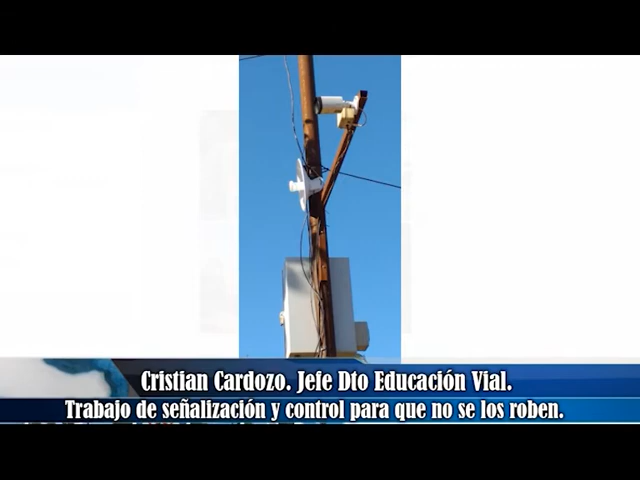 Cristian Cardozo. Jefe Dto Educación Vial.
Trabajo de señalización y control para que no se los roben.